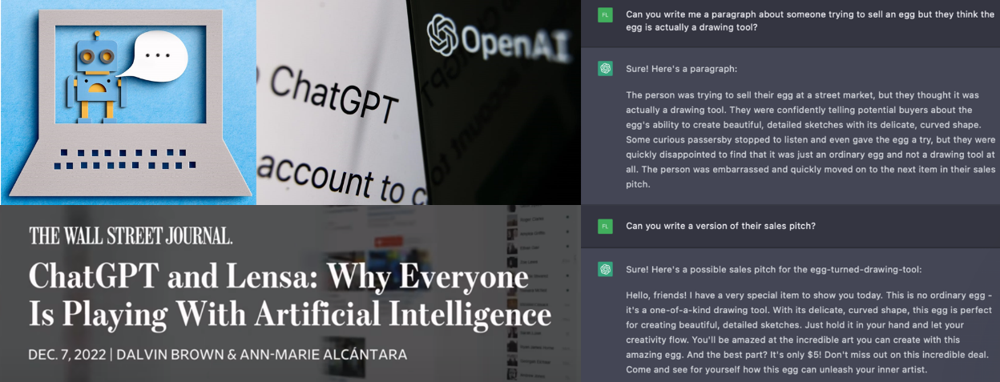 ChatGPT
account to c
OpenAI
THE WALL STREET JOURNAL.
ChatGPT and Lensa: Why Everyone
Is Playing With Artificial Intelligence
DEC. 7, 2022 | DALVIN BROWN & ANN-MARIE ALCÁNTARA
FL
Can you write me a paragraph about someone trying to sell an egg but they think the
egg is actually a drawing tool?
Sure! Here's a paragraph:
The person was trying to sell their egg at a street market, but they thought it was
actually a drawing tool. They were confidently telling potential buyers about the
egg's ability to create beautiful, detailed sketches with its delicate, curved shape.
Some curious passersby stopped to listen and even gave the egg a try, but they were
quickly disappointed to find that it was just an ordinary egg and not a drawing tool at
all. The person was embarrassed and quickly moved on to the next item in their sales
pitch.
FL
Can you write a version of their sales pitch?
Sure! Here's a possible sales pitch for the egg-turned-drawing-tool:
Hello, friends! I have a very special item to show you today. This is no ordinary egg -
it's a one-of-a-kind drawing tool. With its delicate, curved shape, this egg is perfect
for creating beautiful, detailed sketches. Just hold it in your hand and let your
creativity flow. You'll be amazed at the incredible art you can create with this
amazing egg. And the best part? It's only $5! Don't miss out on this incredible deal.
Come and see for yourself how this egg can unleash your inner artist.